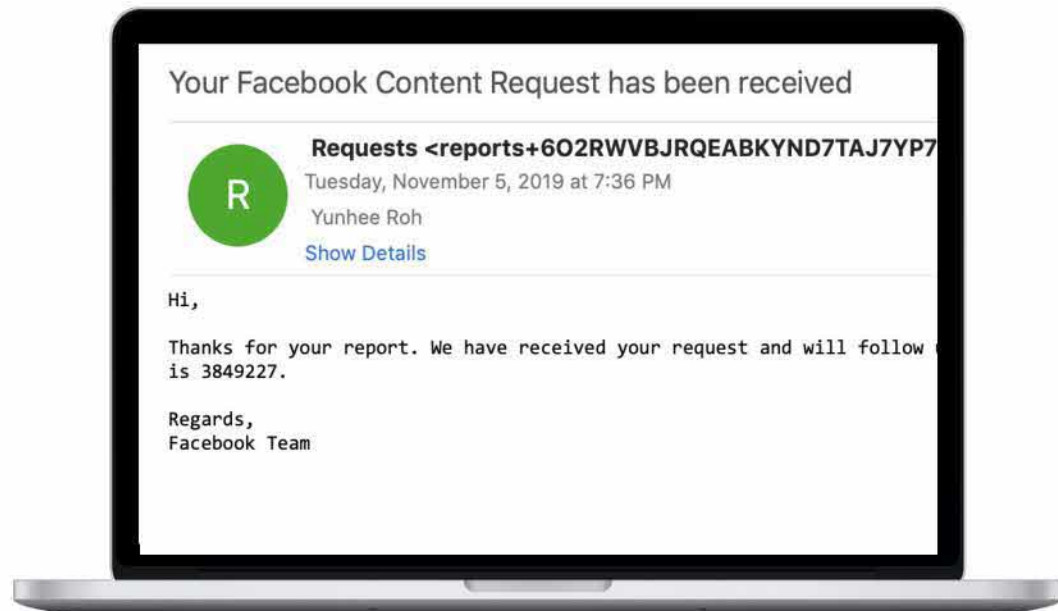 Your Facebook Content Request has been received
R
Requests <reports+6O2RWVBJRQEABKYND7TAJ7YP7
Tuesday, November 5, 2019 at 7:36 PM
Yunhee Roh
Show Details
Hi,
Thanks for your report. We have received your request and will follow
is 3849227.
Regards,
Facebook Team